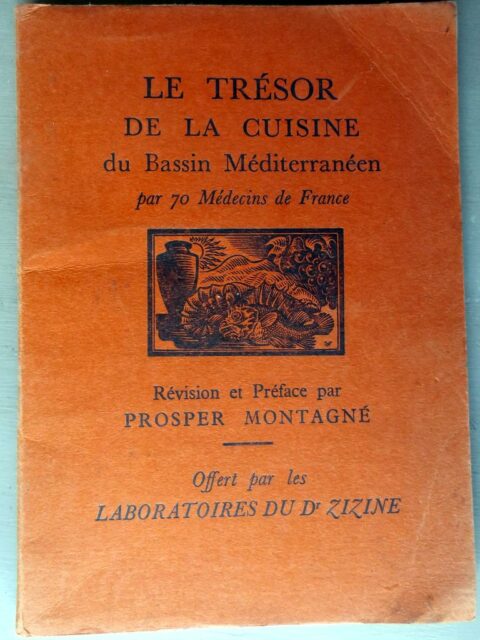 LE TRÉSOR
DE LA CUISINE
du Bassin Méditerranéen
par 70 Médecins de France
Révision et Préface par
PROSPER MONTAGNÉ
Offert par les
LABORATOIRES DU Dr ZIZINE